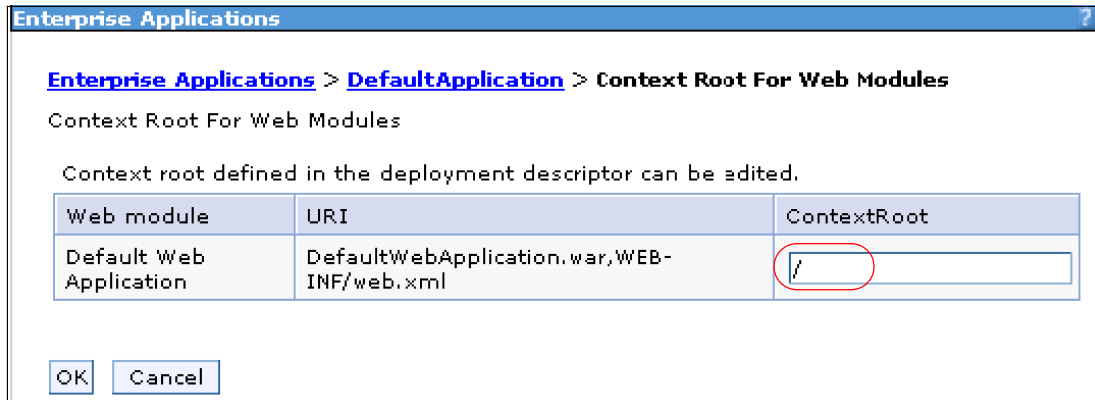 Enterprise Applications ?
Enterprise Applications > DefaultApplication > Context Root For Web Modules
Context Root For Web Modules
Context root defined in the deployment descriptor can be edited.
Web module URI ContextRoot
Default Web DefaultWebApplication.war,WEB- /
Application INF/web.xml
OK Cancel